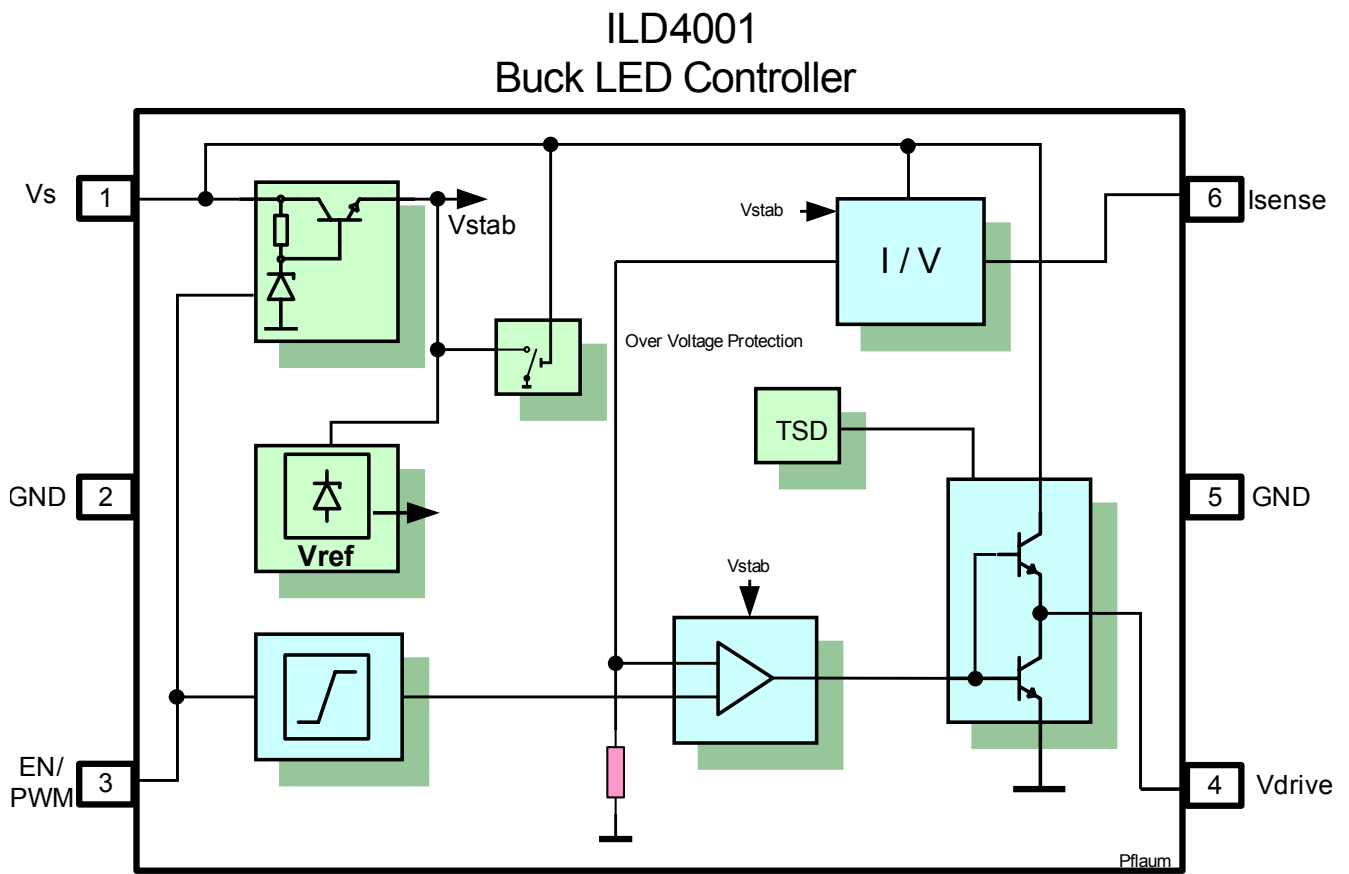 ILD4001
Buck LED Controller
Vs
1
Vstab
Vstab
I / V
6
Isense
Over Voltage Protection
TSD
GND
2
Vref
5
GND
Vstab
EN/
PWM
3
4
Vdrive
Pflaum